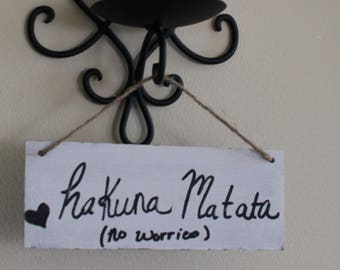 hakuna Matata
(no worries)